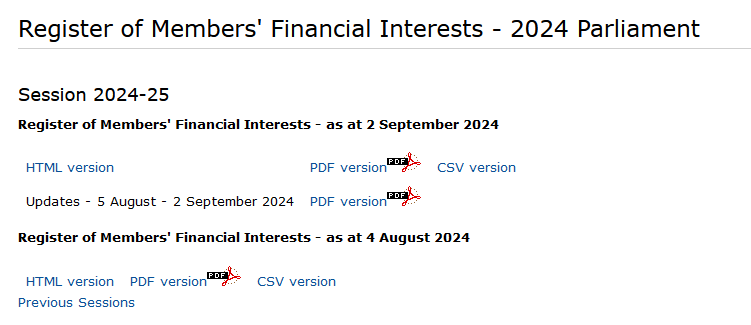 Register of Members' Financial Interests - 2024 Parliament
Session 2024-25
Register of Members' Financial Interests - as at 2 September 2024
HTML version PDF version PDF CSV version
Updates - 5 August - 2 September 2024 PDF version PDF
Register of Members' Financial Interests - as at 4 August 2024
HTML version PDF version PDF CSV version
Previous Sessions